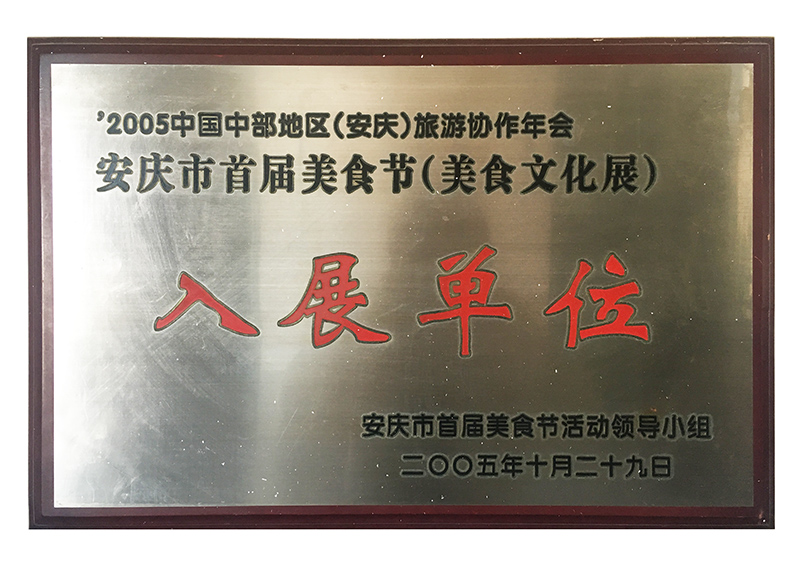 '2005中国中部地区(安庆)旅游协作年会
安庆市首届美食节(美食文化展)
入展单位
安庆市首届美食节活动领导小组
二〇〇五年十月二十九日